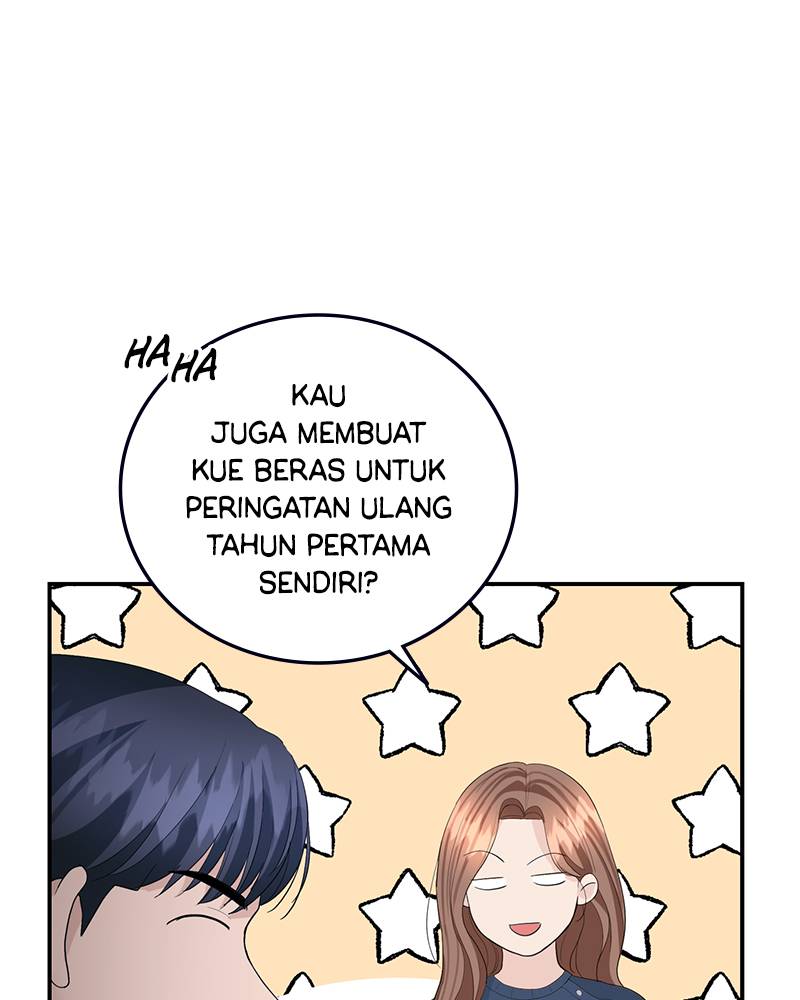 HA HA
KAU
JUGA MEMBUAT
KUE BERAS UNTUK
PERINGATAN ULANG
TAHUN PERTAMA
SENDIRI?